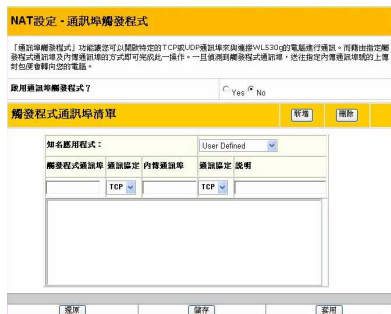 NAT設定 - 通訊埠觸發程式
「通訊埠觸發程式」功能讓您可以開啟特定的TCP或UDP通訊埠來與連接WL530g的電腦進行通訊。而藉由指定觸
發程式通訊埠及內傳通訊埠的方式即可完成此一操作。一旦偵測到觸發程式通訊埠，送往指定內傳通訊埠號的上傳
封包便會轉向您的電腦。
啟用通訊埠觸發程式？ Yes No
觸發程式通訊埠清單 新增 刪除
知名應用程式： User Defined
觸發程式通訊埠 通訊協定 內傳通訊埠 通訊協定 說明
TCP TCP
還原 儲存 套用